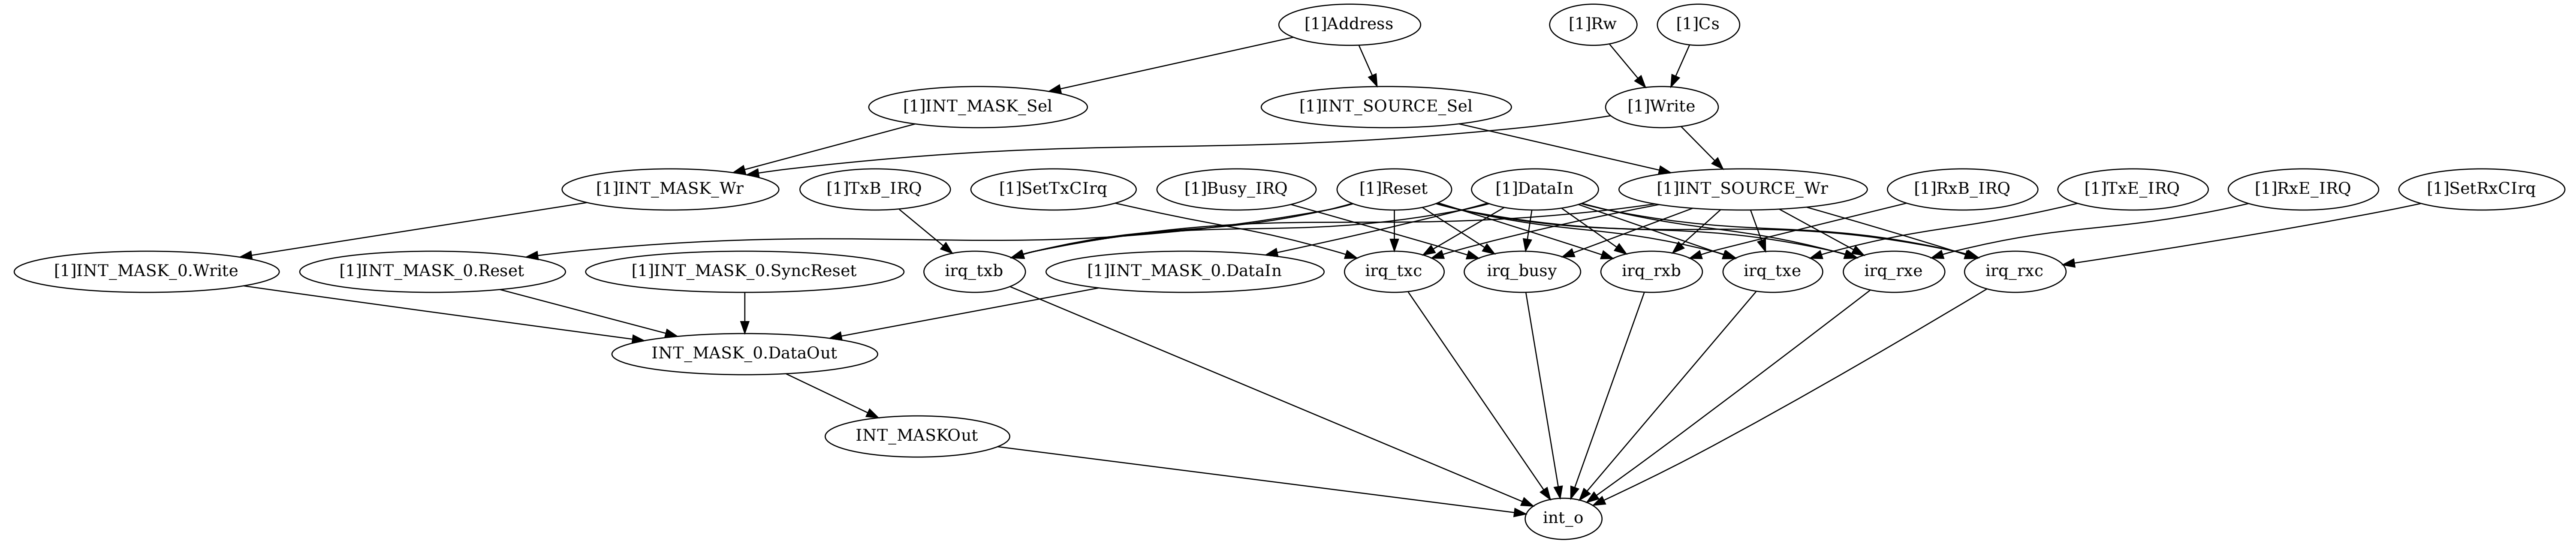 [1]Address
[1]Rw
[1]Cs
[1]INT_MASK_Sel
[1]INT_SOURCE_Sel
[1]Write
[1]INT_MASK_Wr
[1]TxB_IRQ
[1]SetTxCIrq
[1]Busy_IRQ
[1]Reset
[1]DataIn
[1]INT_SOURCE_Wr
[1]RxB_IRQ
[1]TxE_IRQ
[1]RxE_IRQ
[1]SetRxCIrq
[1]INT_MASK_0.Write
[1]INT_MASK_0.Reset
[1]INT_MASK_0.SyncReset
irq_txb
[1]INT_MASK_0.DataIn
irq_txc
irq_busy
irq_rxb
irq_txe
irq_rxe
irq_rxc
INT_MASK_0.DataOut
INT_MASKOut
int_o